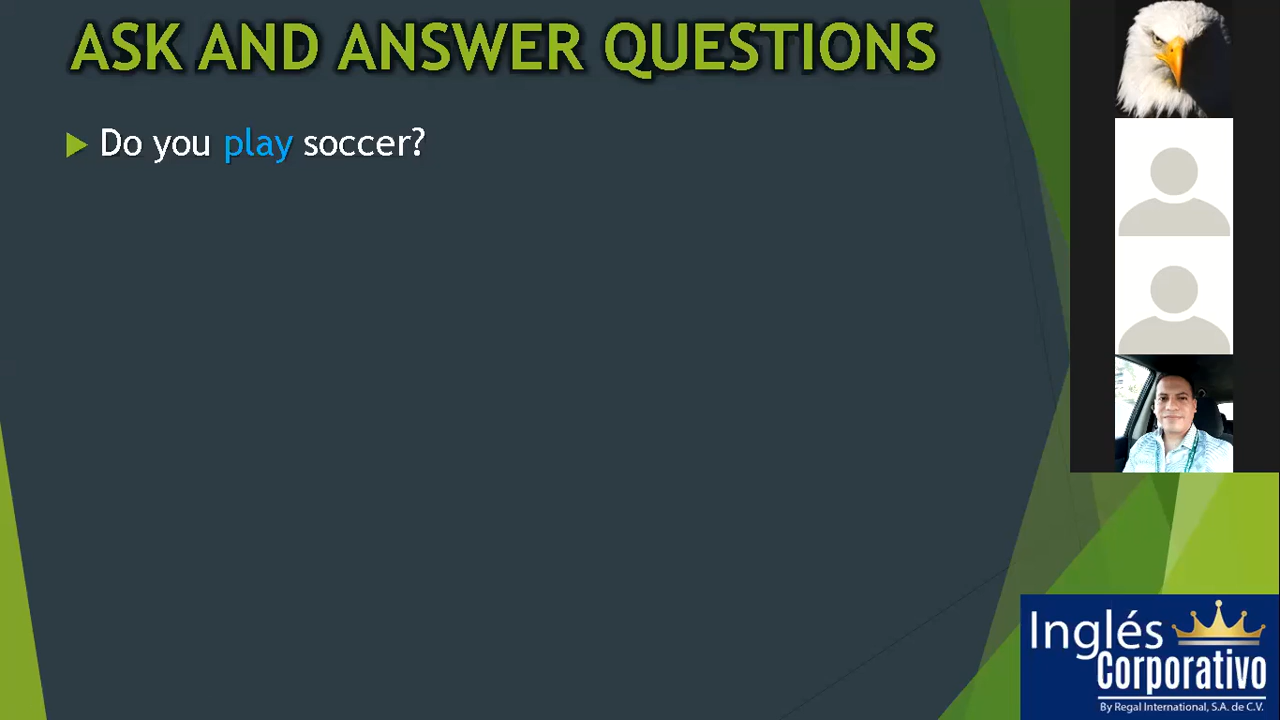 ASK AND ANSWER QUESTIONS
Do you play soccer?
Inglés
Corporativo
By Regal International, S.A. de C.V.